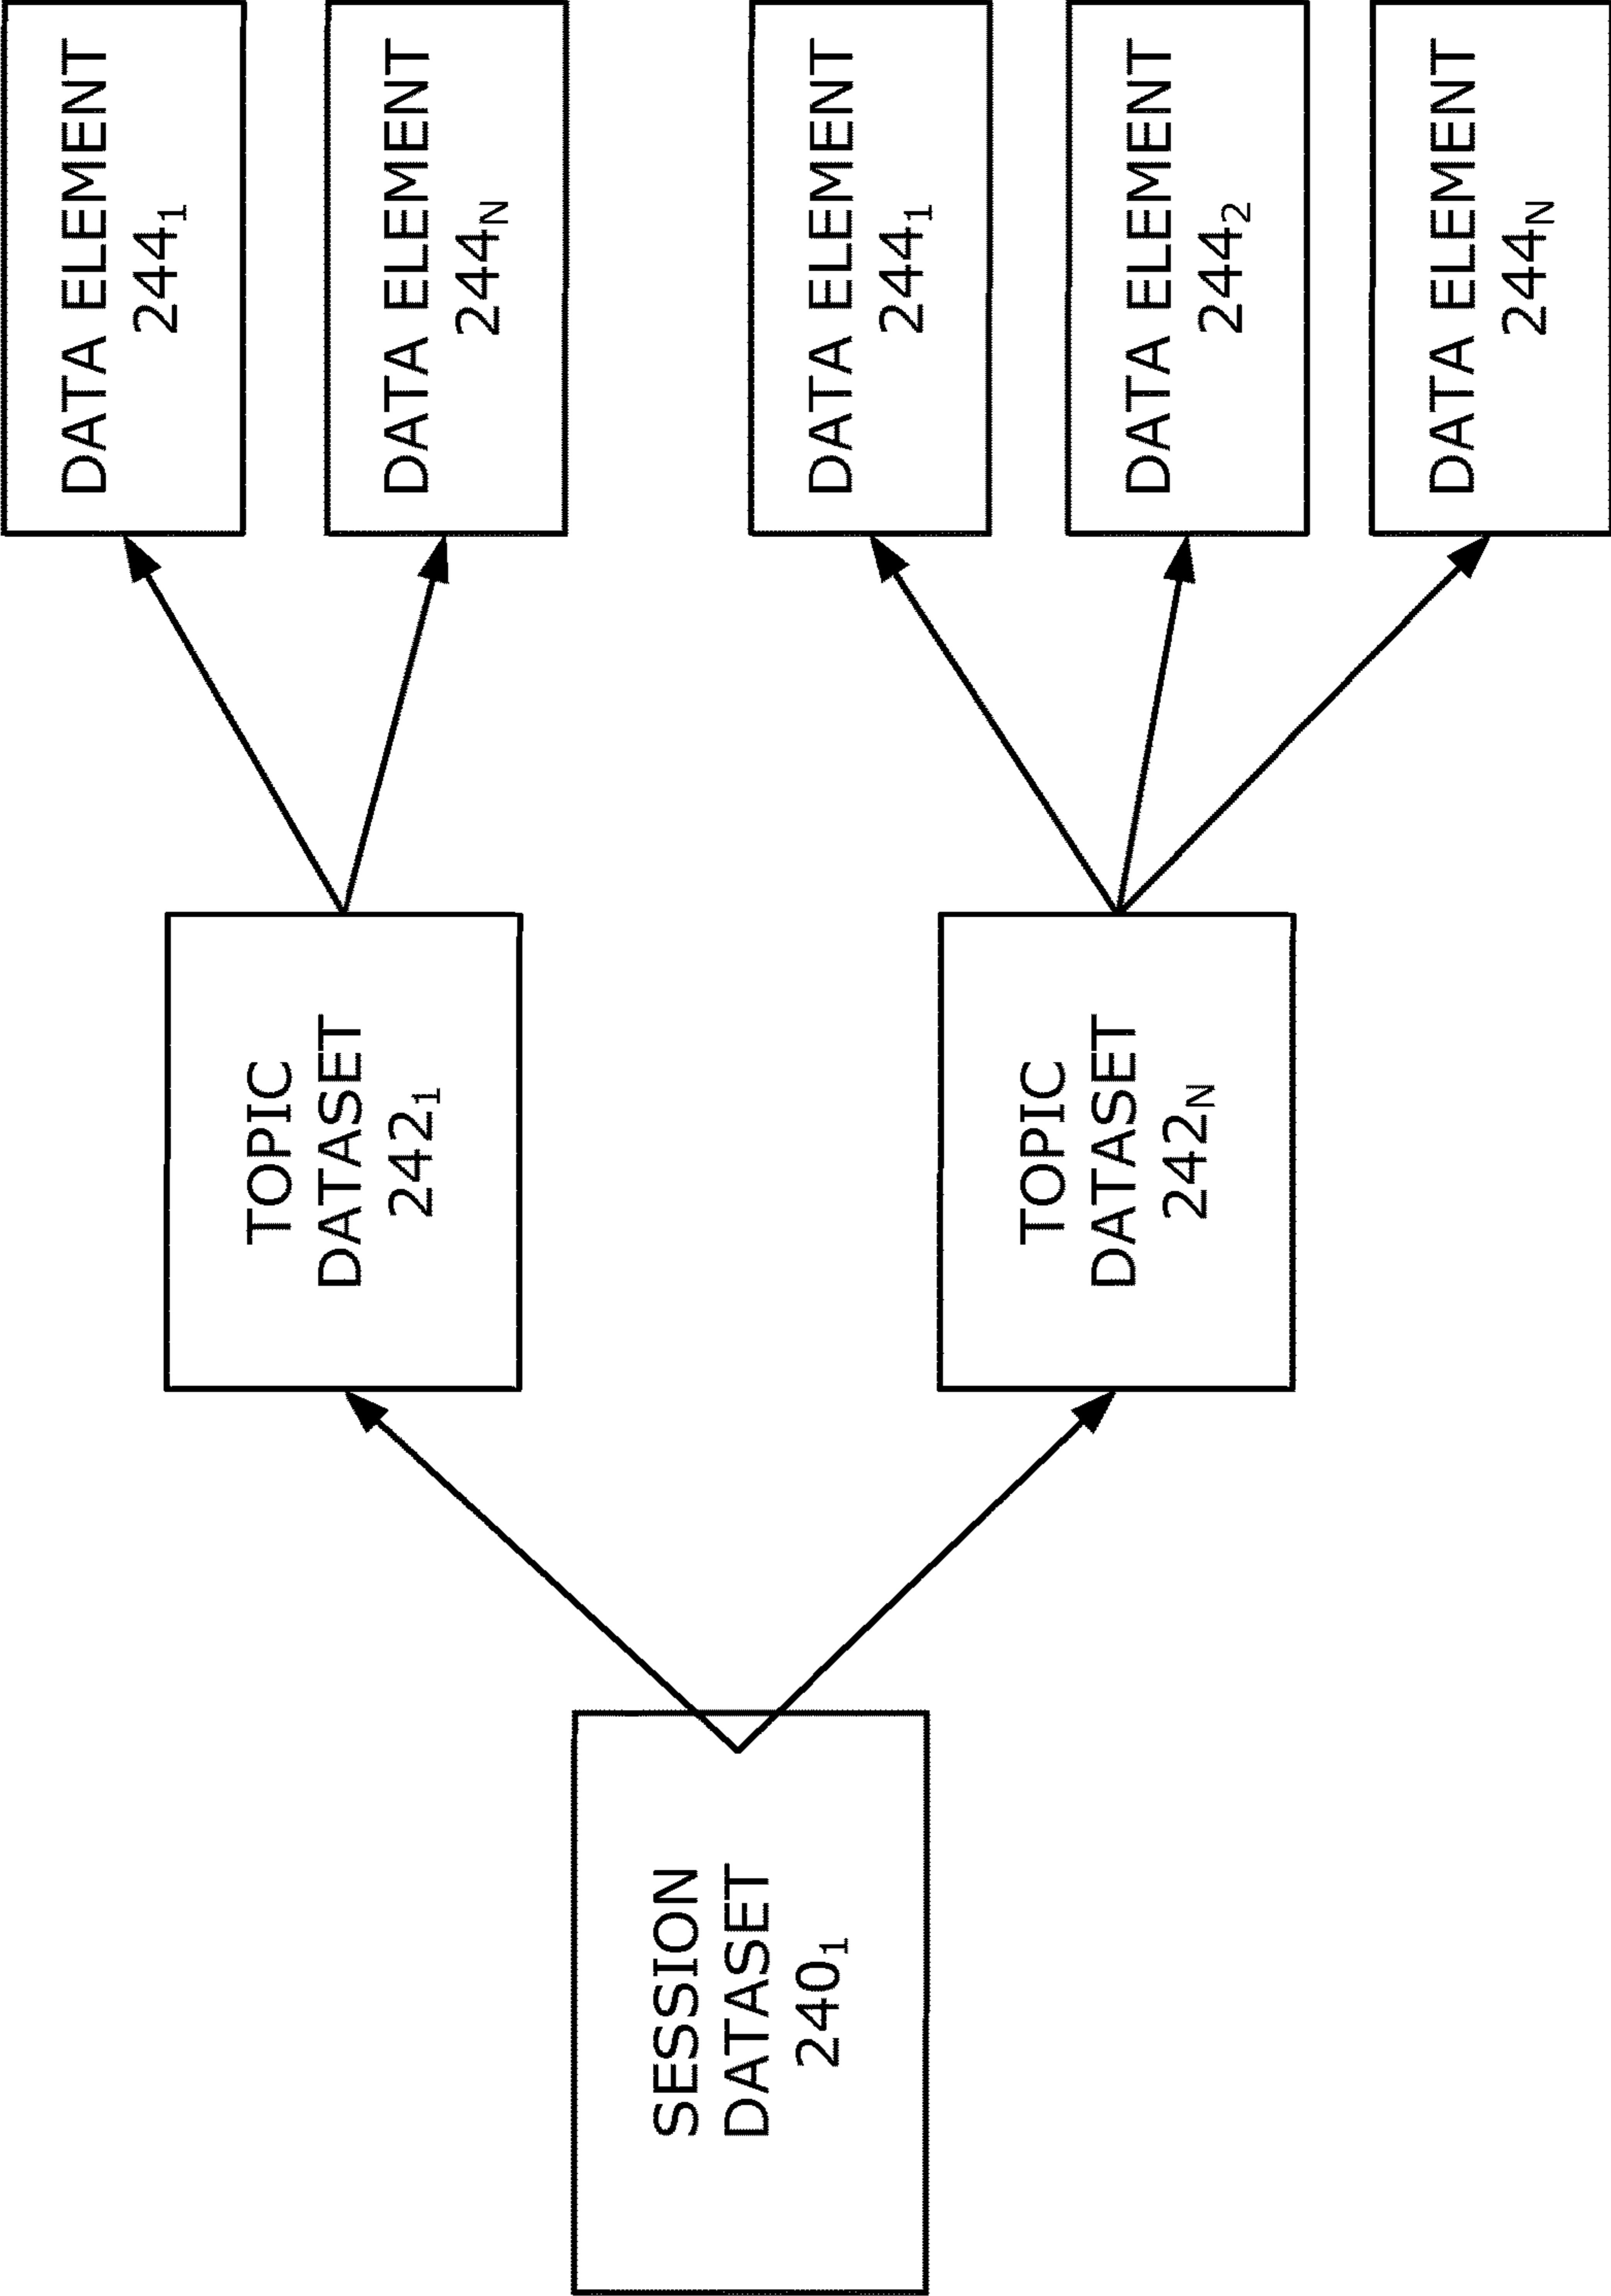 SESSION
DATASET
240₁
TOPIC
DATASET
242₁
TOPIC
DATASET
242N
DATA ELEMENT
244₁
DATA ELEMENT
244N
DATA ELEMENT
244₁
DATA ELEMENT
244₂
DATA ELEMENT
244N